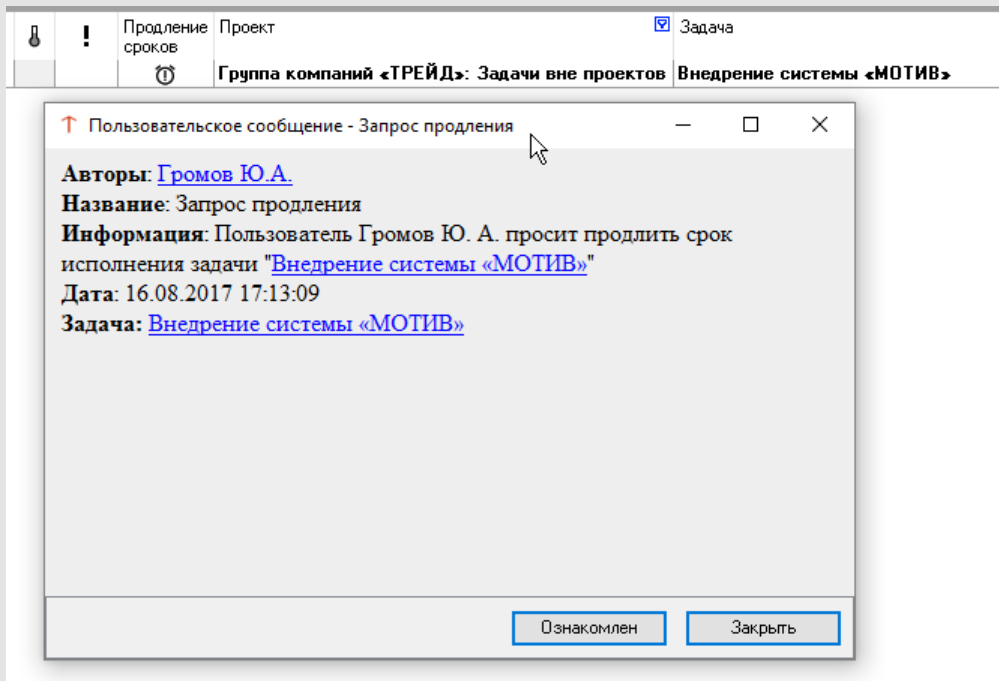 Продление Проект Задача
сроков
Группа компаний «ТРЕЙД»: Задачи вне проектов Внедрение системы «МОТИВ»
Пользовательское сообщение - Запрос продления
Авторы: Громов Ю.А.
Название: Запрос продления
Информация: Пользователь Громов Ю. А. просит продлить срок
исполнения задачи "Внедрение системы «МОТИВ»"
Дата: 16.08.2017 17:13:09
Задача: Внедрение системы «МОТИВ»
Ознакомлен Закрыть